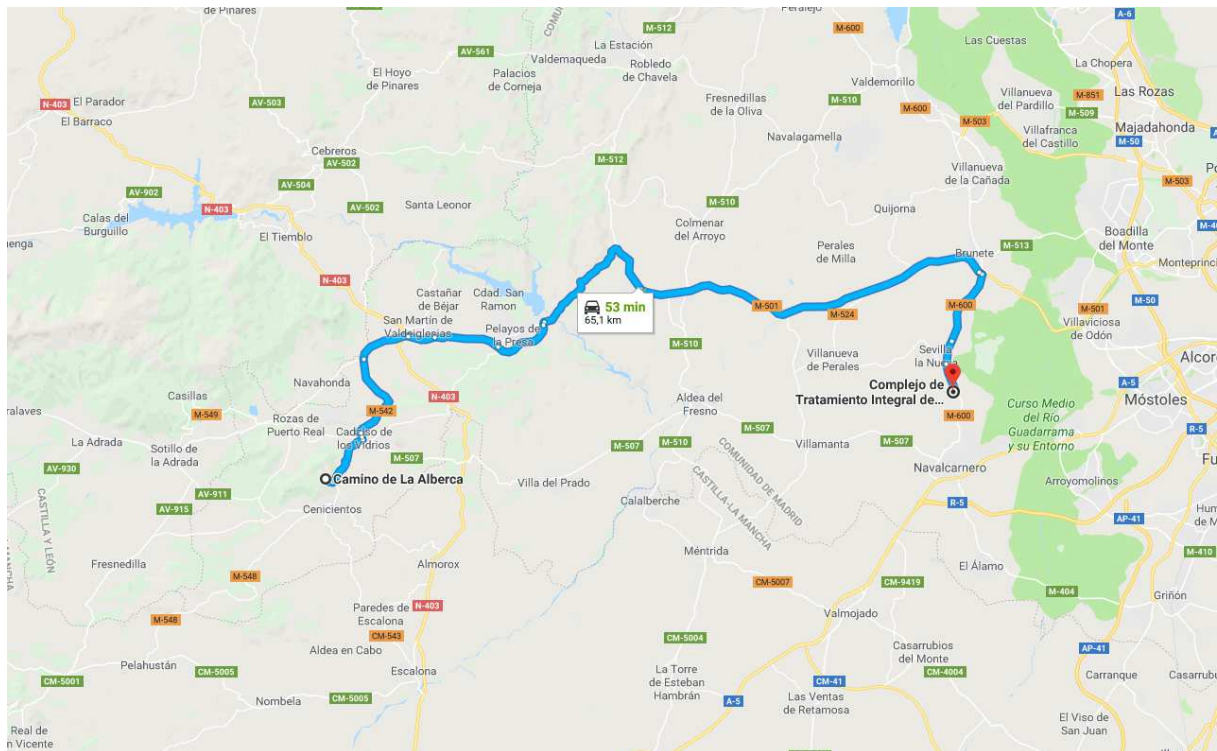 de Pinares
M-512
Peralejo
M-600
Las Cuestas
A-6
La Chopera
AV-561
Valdemaqueda
La Estación
Robledo
de Chavela
Valdemorillo
Villanueva
del Pardillo
M-851
Las Rozas
N-403
El Parador
El Barraco
AV-503
El Hoyo
de Pinares
Palacios
de Corneja
Fresnedillas
de la Oliva
M-510
M-600
M-503
M-509
Villafranca
del Castillo
Majadahonda
M-50
Cebreros
AV-502
M-512
Navalagamella
Villanueva
de la Cañada
M-503
AV-902
AV-504
AV-502
Santa Leonor
M-510
Quijorna
Calas del
Burguillo
N-403
El Tiemblo
Colmenar
del Arroyo
Boadilla
del Monte
Perales
de Milla
Brunete
M-513
N-403
Castañar
de Béjar
Cdad. San
Ramon
53 min
65,1 km
M-501
M-524
M-600
M-501
M-50
San Martín de
Valdeiglesias
Pelayos de
la Presa
M-510
Villanueva
de Perales
Sevilla
la Nueva
Villaviciosa
de Odón
Alcor
Navahonda
Complejo de
Tratamiento Integral de...
A-5
Móstoles
Casillas
M-549
M-542
N-403
Rozas de
Puerto Real
Aldea del
Fresno
M-600
Curso Medio
del Río
Guadarrama
y su Entorno
R-5
La Adrada
Sotillo de
la Adrada
Cadalso de
los Vidrios
M-507
M-507
M-510
M-507
Villamanta
M-507
Navalcarnero
AV-930
Camino de La Alberca
Villa del Prado
COMUNIDAD DE MADRID
CASTILLA-LA MANCHA
R-5
Arroyomolinos
AV-911
AV-915
Cenicientos
Calalberche
AP-41
CASTILLA Y LEÓN
Fresnedilla
Almorox
Méntrida
CM-5007
CM-9419
El Álamo
M-410
M-548
N-403
Valmojado
M-404
Griñón
M-548
Paredes de
Escalona
CM-543
Aldea en Cabo
CM-5004
Casarrubios
del Monte
CM-4004
AP-41
Pelahustán
CM-5001
CM-5005
Escalona
La Torre
de Esteban
Hambrán
CM-41
Carranque
Nombela
CM-5005
A-5
Las Ventas
de Retamosa
El Viso de
San Juan